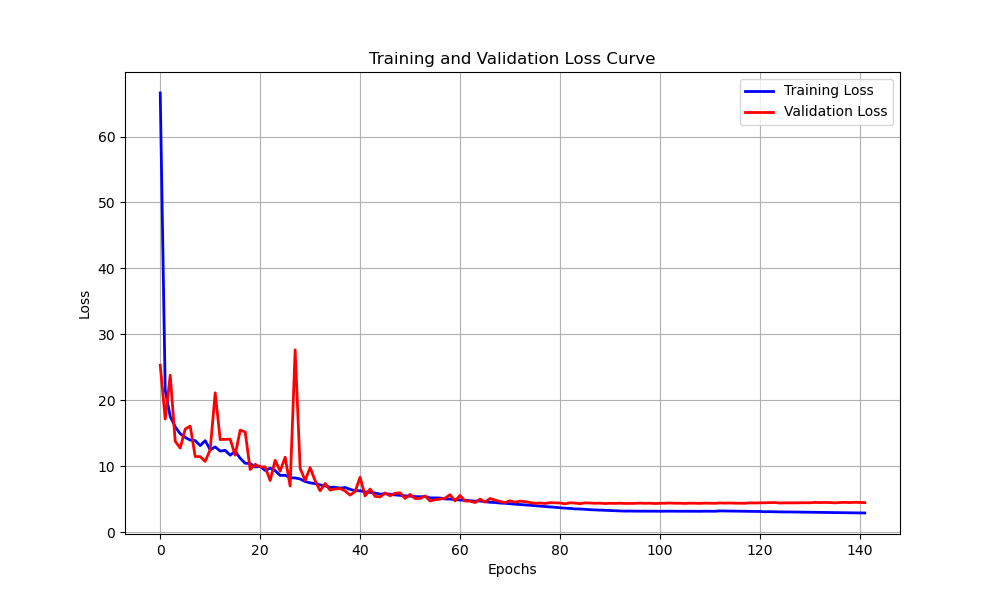 Training and Validation Loss Curve
Training Loss
Validation Loss
60
50
40
30
20
10
0
Loss
0 20 40 60 80 100 120 140
Epochs